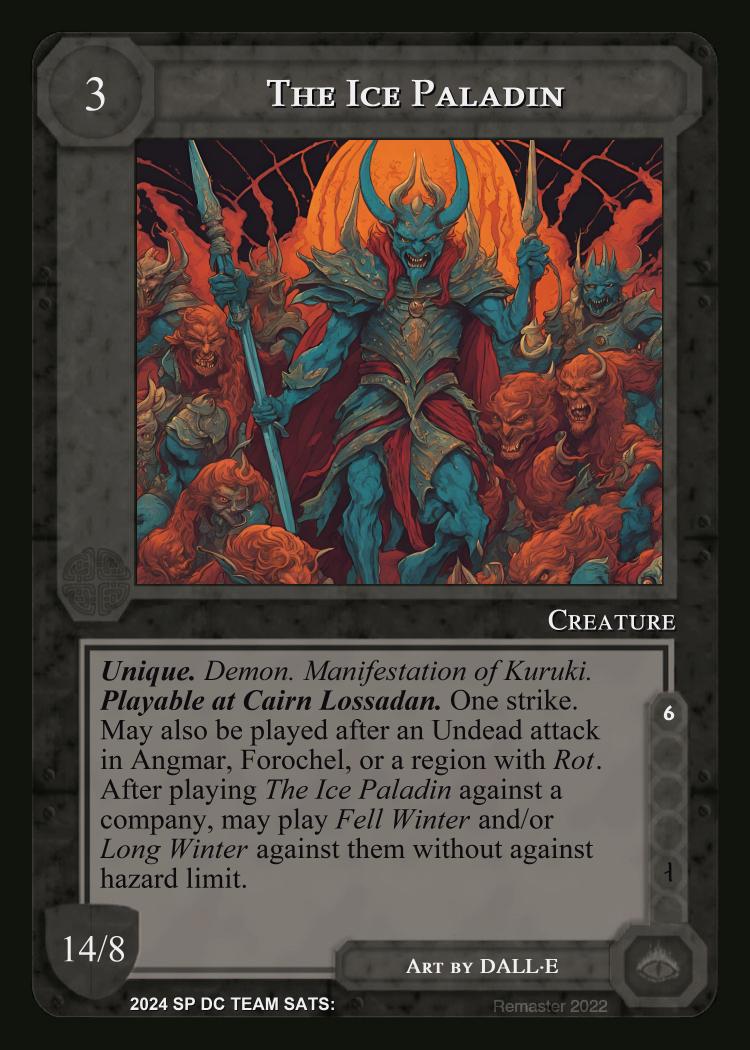 3
The Ice Paladin
Creature
Unique. Demon. Manifestation of Kuruki.
Playable at Cairn Lossadan. One strike.
May also be played after an Undead attack
in Angmar, Forochel, or a region with Rot.
After playing The Ice Paladin against a
company, may play Fell Winter and/or
Long Winter against them without against
hazard limit.
6
14/8
Art by DALL·E
2024 SP DC TEAM SATS:
Remaster 2022